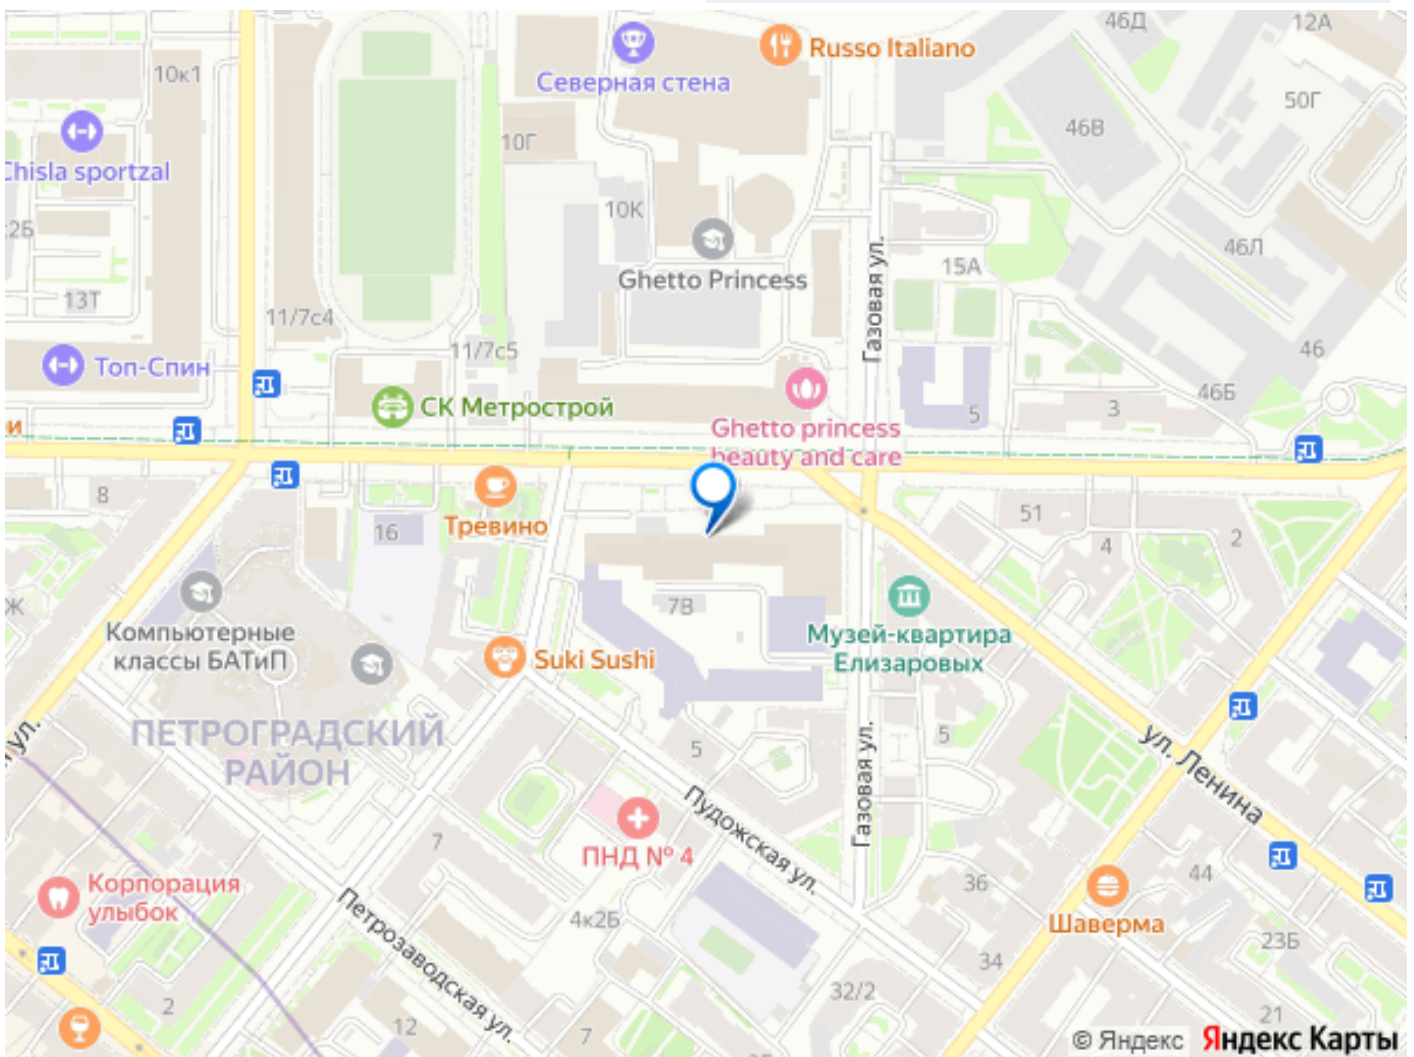 46Д
12А
Russo Italiano
Северная стена
10к1
50Г
46В
10Г
Chisla sportzal
10К
25
46Л
Ghetto Princess
Газовая ул.
15А
13Т
11/7с4
11/7с5
46
Топ-Спин
46Б
СК Метрострой
5
3
Ghetto princess
beauty and care
и
8
Тревино
16
51
4
2
Ж
7В
Компьютерные
классы БАТиП
Музей-квартира
Елизаровых
Suki Sushi
ПЕТРОГРАДСКИЙ
РАЙОН
ул.
5
5
ул. Ленина
Газовая ул.
Пудожская ул.
7
ПНД № 4
Корпорация
улыбок
36
44
Шаверма
4к2Б
23Б
Петрозаводская ул.
34
32/2
2
12
7
21
© Яндекс Яндекс Карты